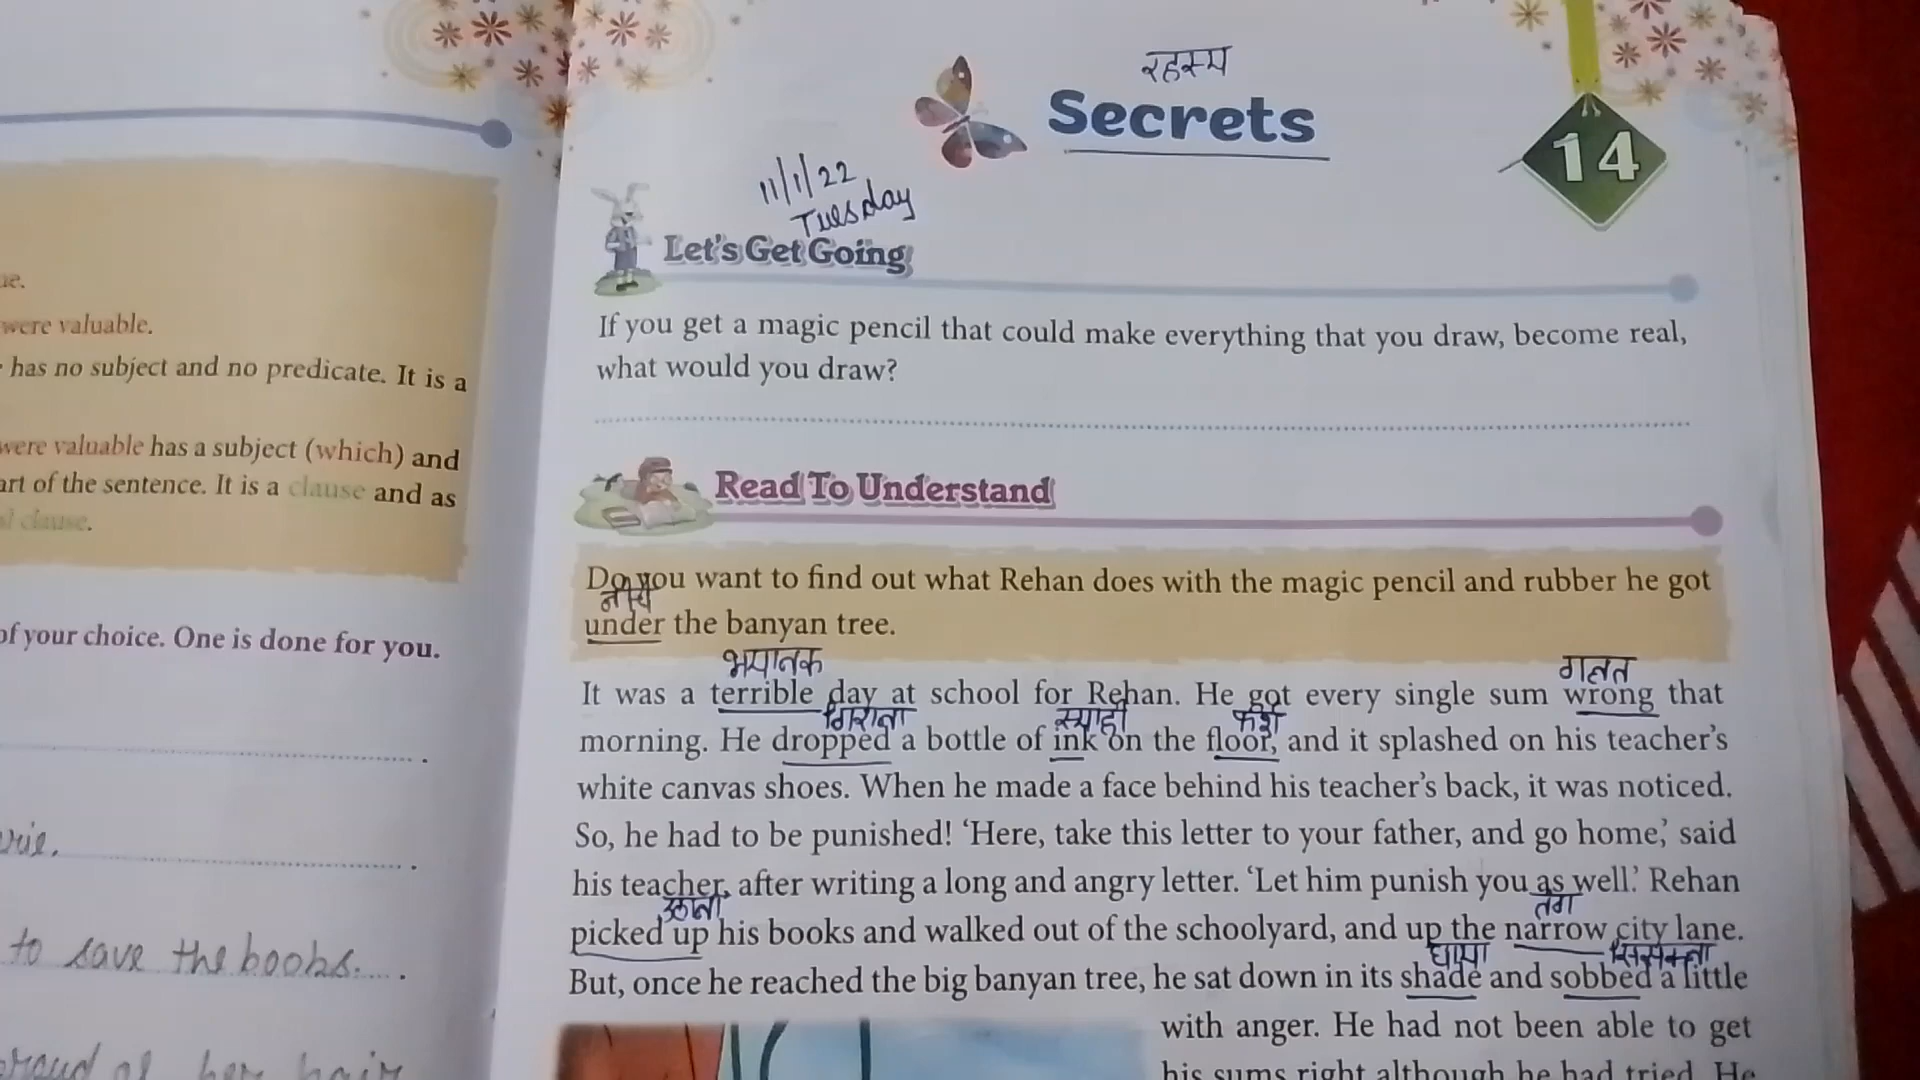 ue.
were valuable.
has no subject and no predicate. It is a
were valuable has a subject (which) and
art of the sentence. It is a clause and as
clause.
of your choice. One is done for you.
to save the books.
proud of her hair
रहस्य
Secrets
14
11/1/22
Tuesday
Let's Get Going
If you get a magic pencil that could make everything that you draw, become real,
what would you draw?
Read To Understand
Do you want to find out what Rehan does with the magic pencil and rubber he got
नीचे
under the banyan tree.
भयानक गलत
It was a terrible day at school for Rehan. He got every single sum wrong that
गिराना स्याही फर्श
morning. He dropped a bottle of ink on the floor, and it splashed on his teacher's
white canvas shoes. When he made a face behind his teacher's back, it was noticed.
So, he had to be punished! 'Here, take this letter to your father, and go home,' said
his teacher, after writing a long and angry letter. 'Let him punish you as well.' Rehan
उठाना तंग
picked up his books and walked out of the schoolyard, and up the narrow city lane.
छाया सिसकना
But, once he reached the big banyan tree, he sat down in its shade and sobbed a little
with anger. He had not been able to get
his sums right although he had tried. He